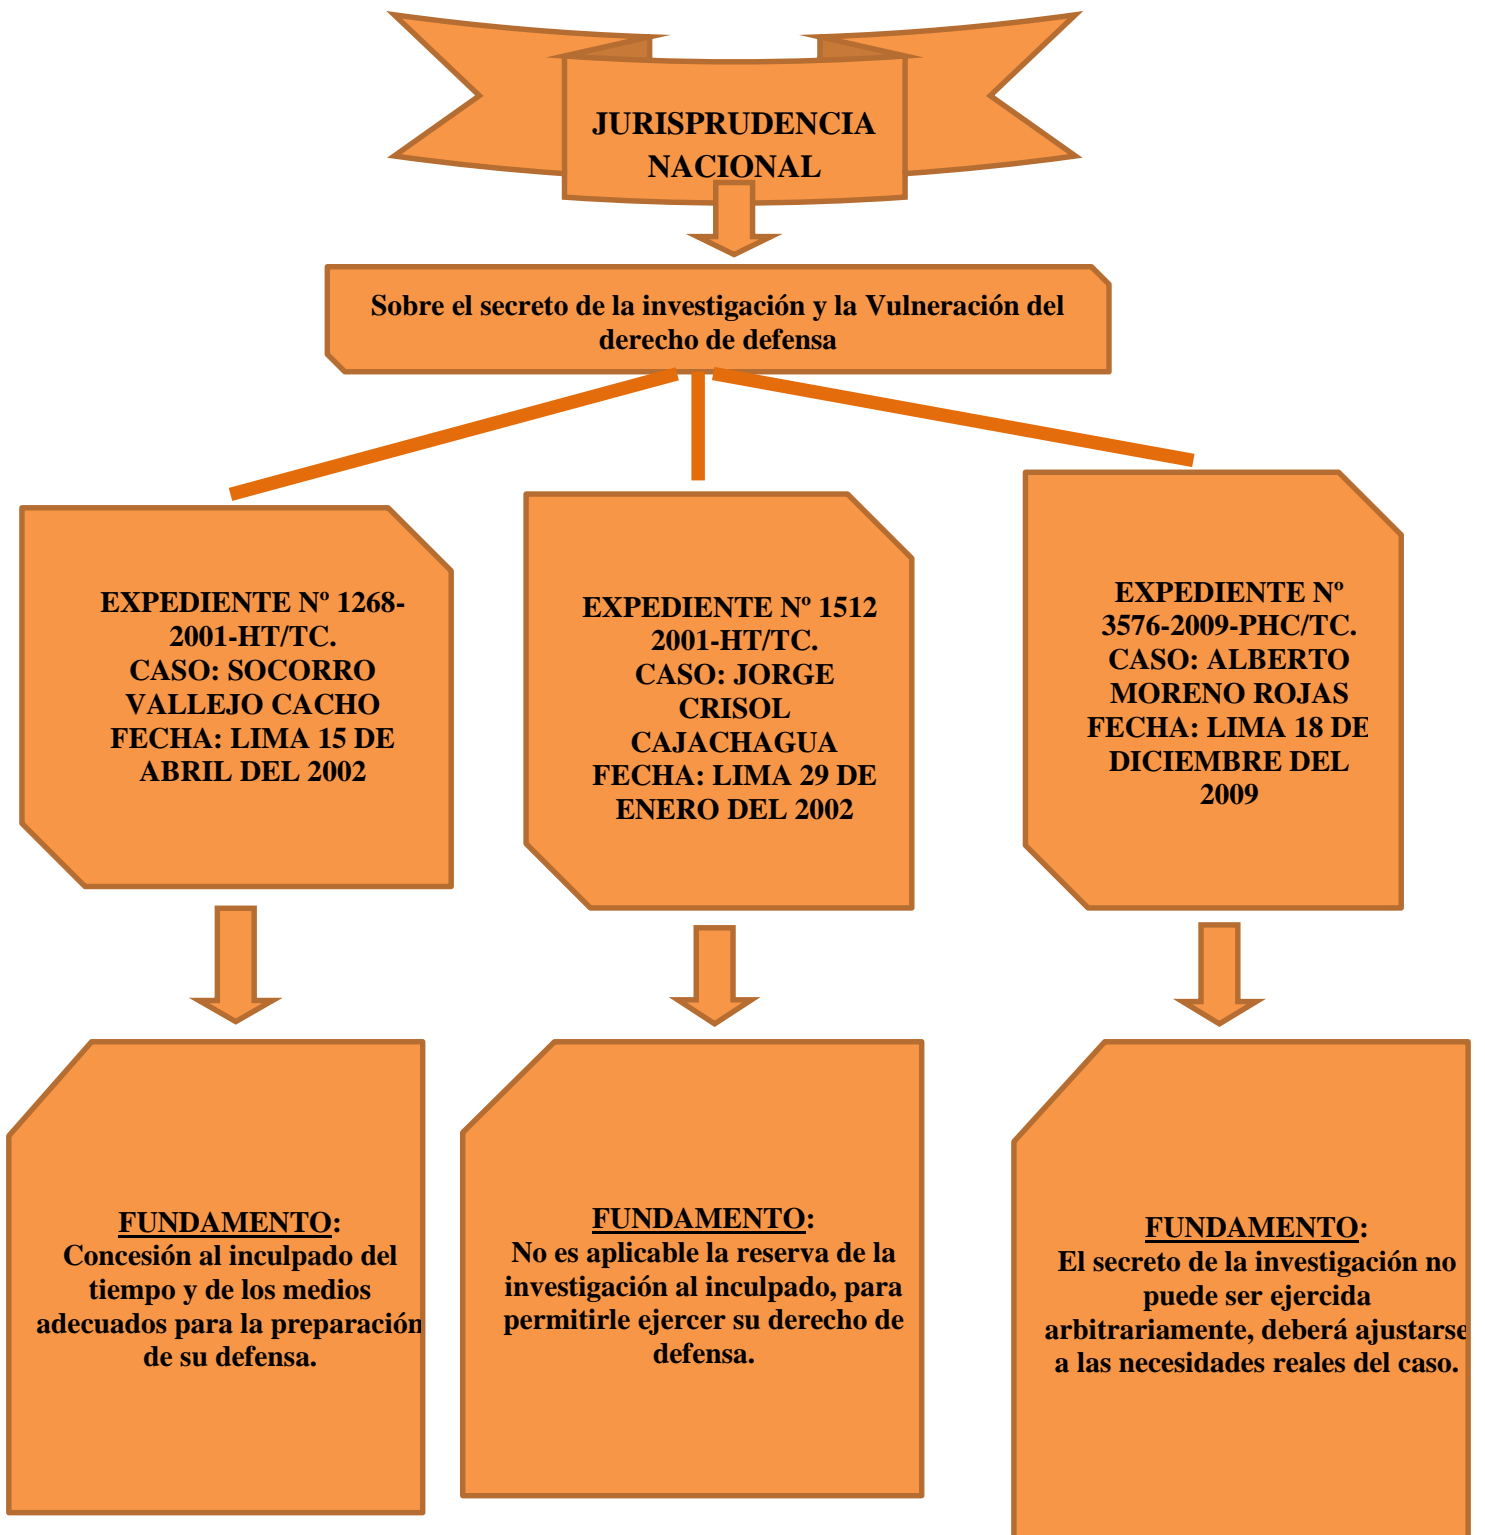 JURISPRUDENCIA
NACIONAL
Sobre el secreto de la investigación y la Vulneración del
derecho de defensa
EXPEDIENTE Nº 1268-
2001-HT/TC.
CASO: SOCORRO
VALLEJO CACHO
FECHA: LIMA 15 DE
ABRIL DEL 2002
EXPEDIENTE Nº 1512
2001-HT/TC.
CASO: JORGE
CRISOL
CAJACHAGUA
FECHA: LIMA 29 DE
ENERO DEL 2002
EXPEDIENTE Nº
3576-2009-PHC/TC.
CASO: ALBERTO
MORENO ROJAS
FECHA: LIMA 18 DE
DICIEMBRE DEL
2009
FUNDAMENTO:
Concesión al inculpado del
tiempo y de los medios
adecuados para la preparación
de su defensa.
FUNDAMENTO:
No es aplicable la reserva de la
investigación al inculpado, para
permitirle ejercer su derecho de
defensa.
FUNDAMENTO:
El secreto de la investigación no
puede ser ejercida
arbitrariamente, deberá ajustarse
a las necesidades reales del caso.